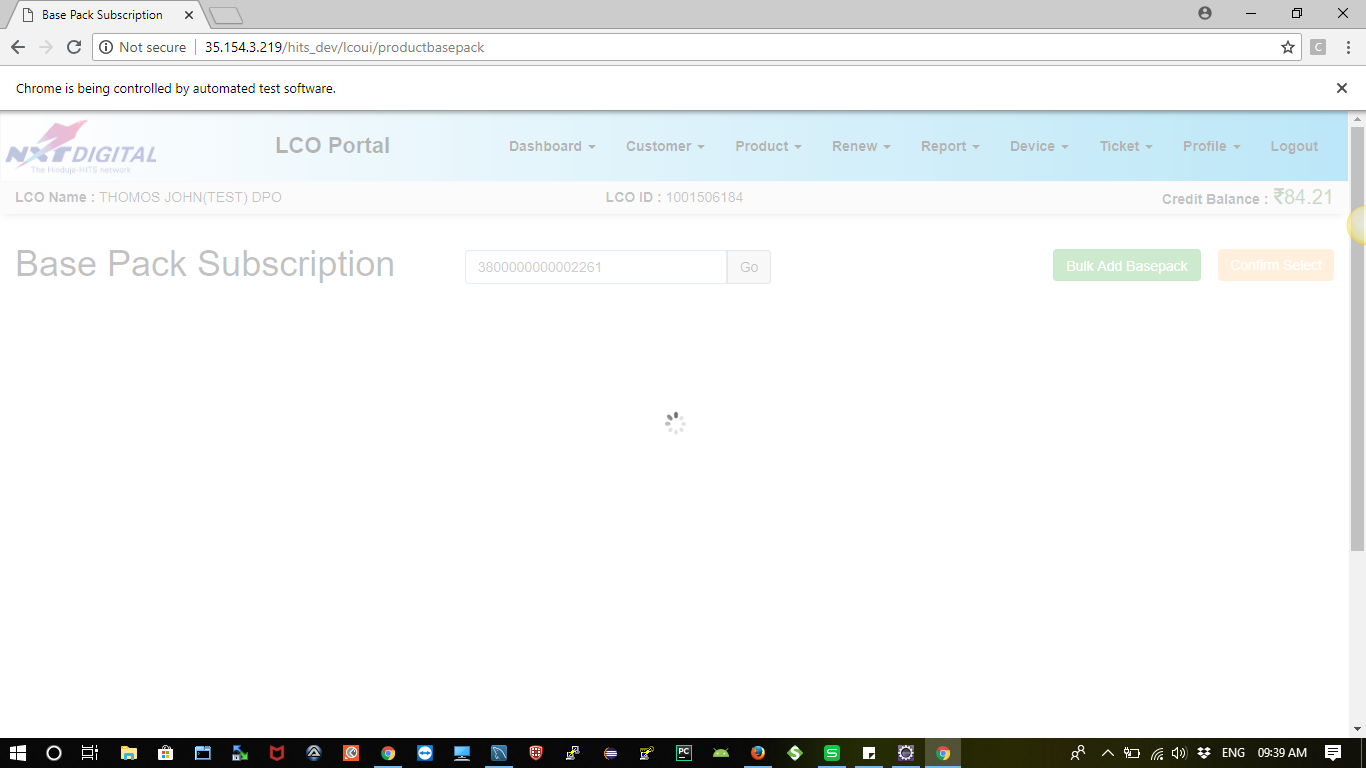 Base Pack Subscription
Not secure 35.154.3.219/hits_dev/lcoui/productbasepack C
Chrome is being controlled by automated test software.
NXTDIGITAL
The Hinduja-HITS network
LCO Portal Dashboard Customer Product Renew Report Device Ticket Profile Logout
LCO Name : THOMOS JOHN(TEST) DPO LCO ID : 1001506184 Credit Balance : ₹84.21
Base Pack Subscription 3800000000002261 Go Bulk Add Basepack Confirm Select
PC S ENG 09:39 AM